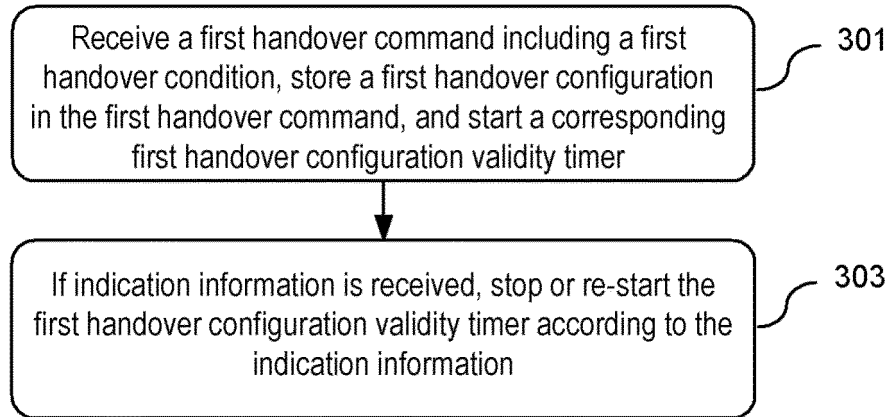 Receive a first handover command including a first
handover condition, store a first handover configuration
in the first handover command, and start a corresponding
first handover configuration validity timer
301
If indication information is received, stop or re-start the
first handover configuration validity timer according to the
indication information
303